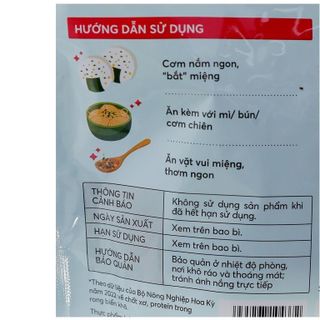 HƯỚNG DẪN SỬ DỤNG
Cơm nắm ngon,
"bắt" miệng
Ăn kèm với mì/ bún/
cơm chiên
Ăn vặt vui miệng,
thơm ngon
THÔNG TIN
CẢNH BÁO
Không sử dụng sản phẩm khi
đã hết hạn sử dụng.
NGÀY SẢN XUẤT
Xem trên bao bì.
HẠN SỬ DỤNG
Xem trên bao bì.
HƯỚNG DẪN
BẢO QUẢN
Bảo quản ở nhiệt độ phòng,
nơi khô ráo và thoáng mát;
tránh ánh nắng trực tiếp
*Theo dữ liệu của Bộ Nông Nghiệp Hoa Kỳ
năm 2022 về chất xơ, protein trong
rong biển khô.
Thực phẩm